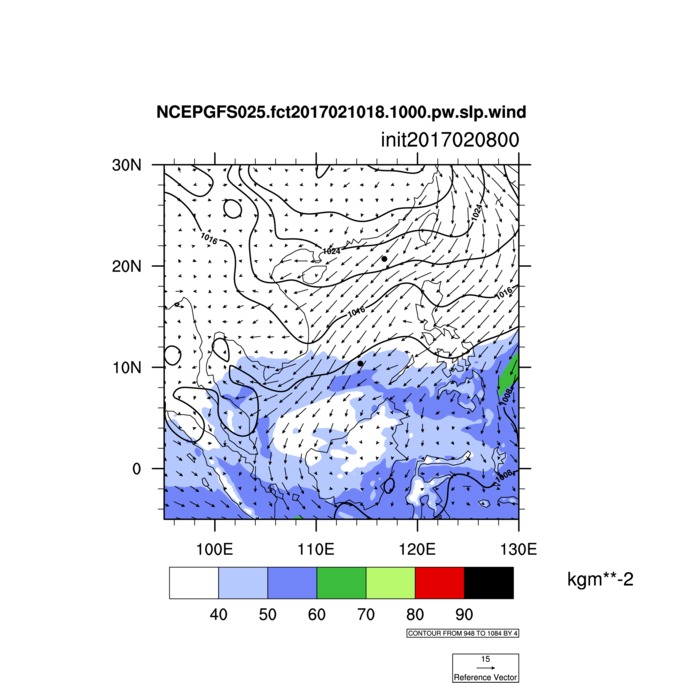 NCEPGFS025.fct2017021018.1000.pw.slp.wind
init2017020800
30N
20N
10N
0
1024
1016
1024
1016
1016
1008
1008
100E 110E 120E 130E
40 50 60 70 80 90
kgm**-2
CONTOUR FROM 948 TO 1084 BY 4
15
Reference Vector